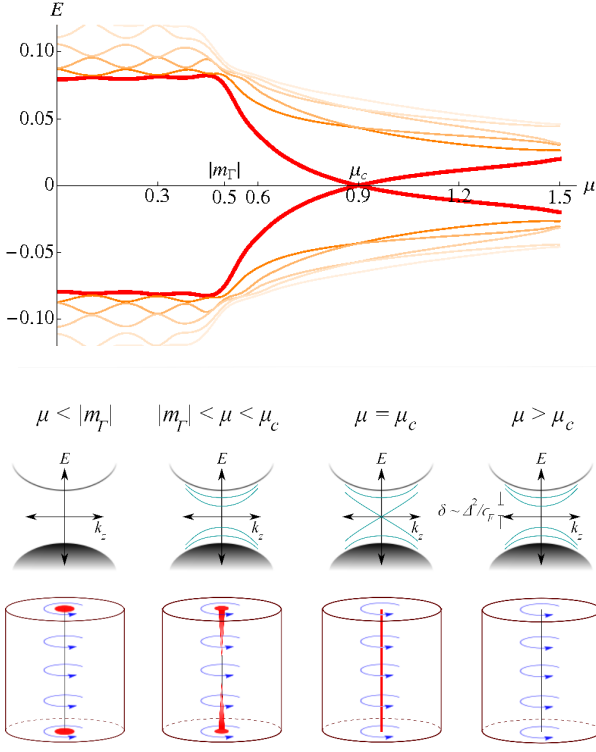 E
0.10
0.05
|m_Γ| μ_c
0 0.3 0.5 0.6 0.9 1.2 1.5 μ
−0.05
−0.10
μ < |m_Γ| |m_Γ| < μ < μ_c μ = μ_c μ > μ_c
E E E E
δ ~ Δ²/ϵ_F
k_z k_z k_z k_z